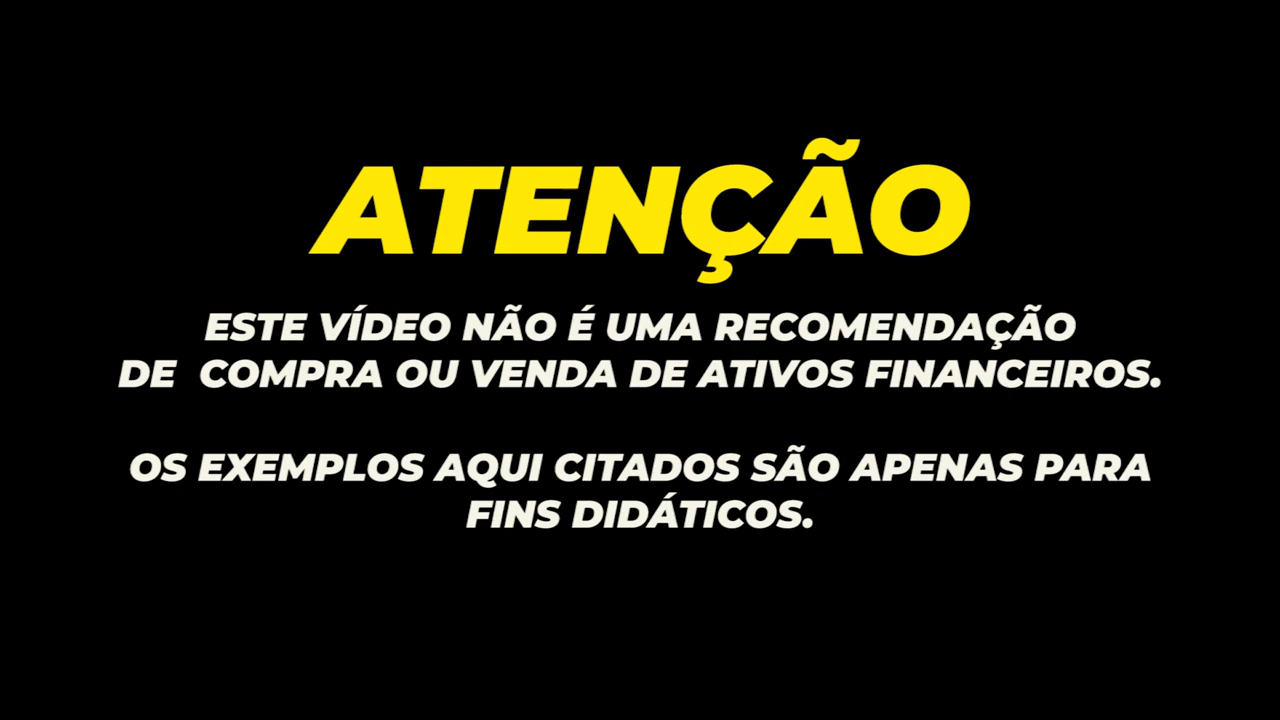 ATENÇÃO
ESTE VÍDEO NÃO É UMA RECOMENDAÇÃO
DE COMPRA OU VENDA DE ATIVOS FINANCEIROS.
OS EXEMPLOS AQUI CITADOS SÃO APENAS PARA
FINS DIDÁTICOS.